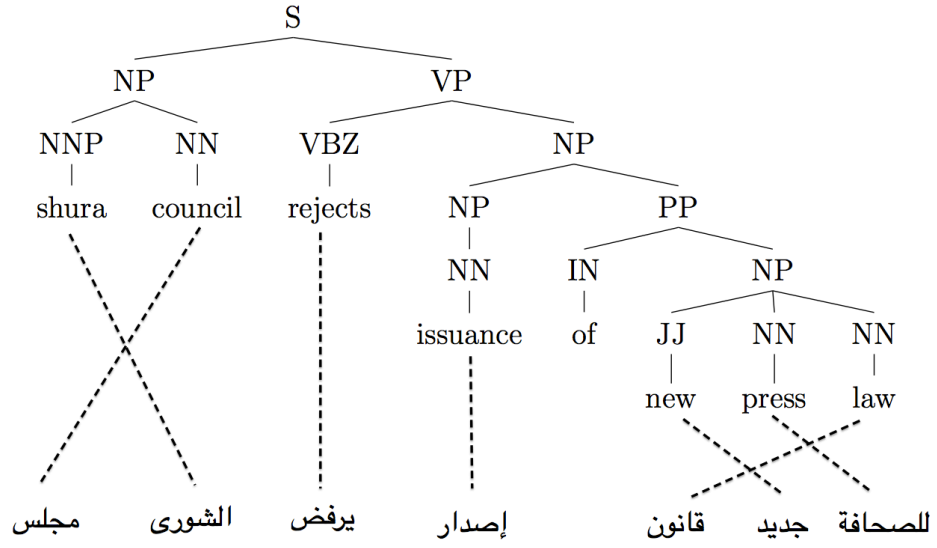 S
NP VP
NNP NN VBZ NP
shura council rejects NP PP
NN IN NP
issuance of JJ NN NN
new press law
مجلس الشورى يرفض إصدار قانون جديد للصحافة